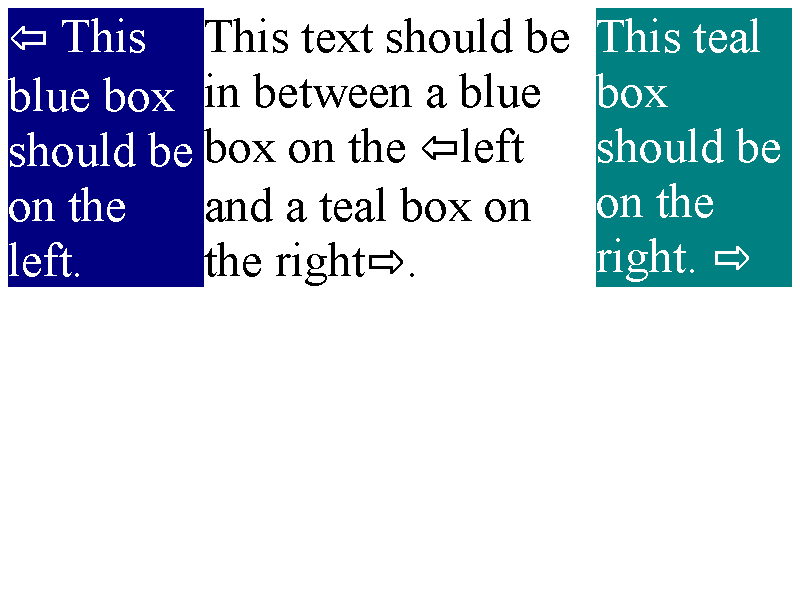 ⇦ This
blue box
should be
on the
left.
This text should be
in between a blue
box on the ⇦left
and a teal box on
the right⇨.
This teal
box
should be
on the
right. ⇨